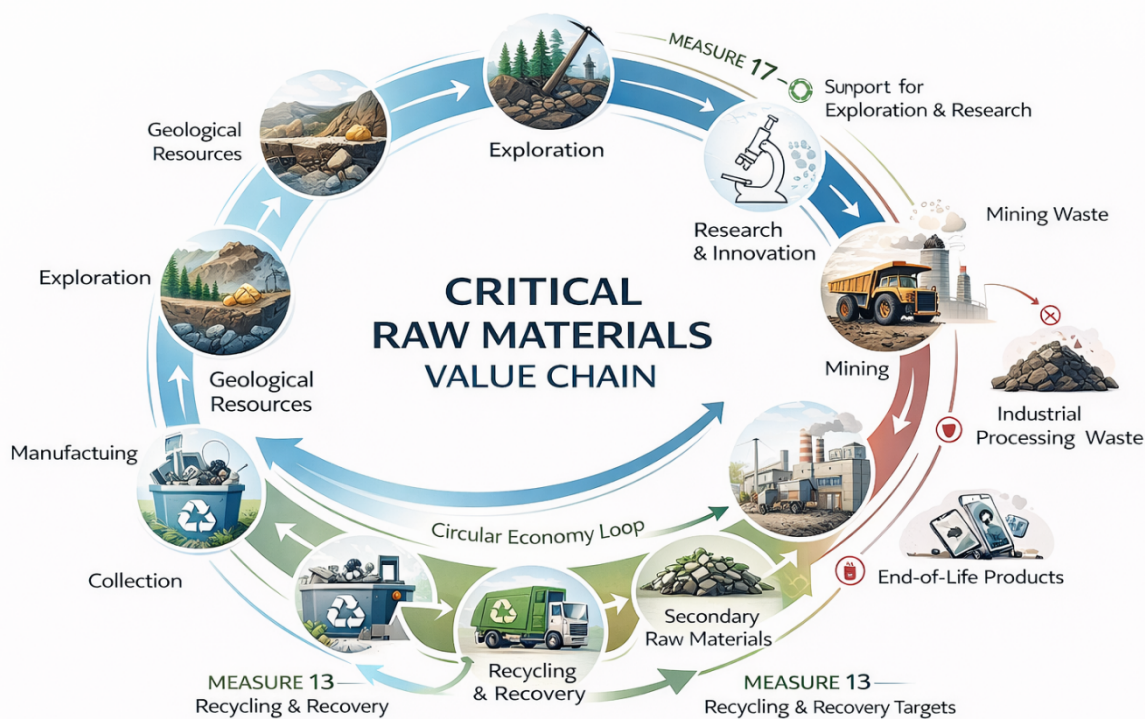 MEASURE 17
Support for
Exploration & Research
Geological
Resources
Exploration
Research
& Innovation
Mining Waste
Exploration
CRITICAL
RAW MATERIALS
VALUE CHAIN
Mining
Geological
Resources
Industrial
Processing Waste
Manufactuing
Circular Economy Loop
Collection
End-of-Life Products
Secondary
Raw Materials
Recycling
& Recovery
MEASURE 13
Recycling & Recovery
MEASURE 13
Recycling & Recovery Targets